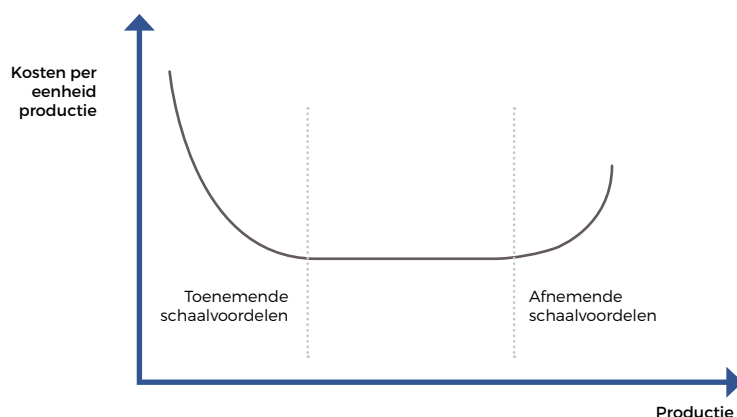 Kosten per
eenheid
productie
Toenemende
schaalvoordelen
Afnemende
schaalvoordelen
Productie